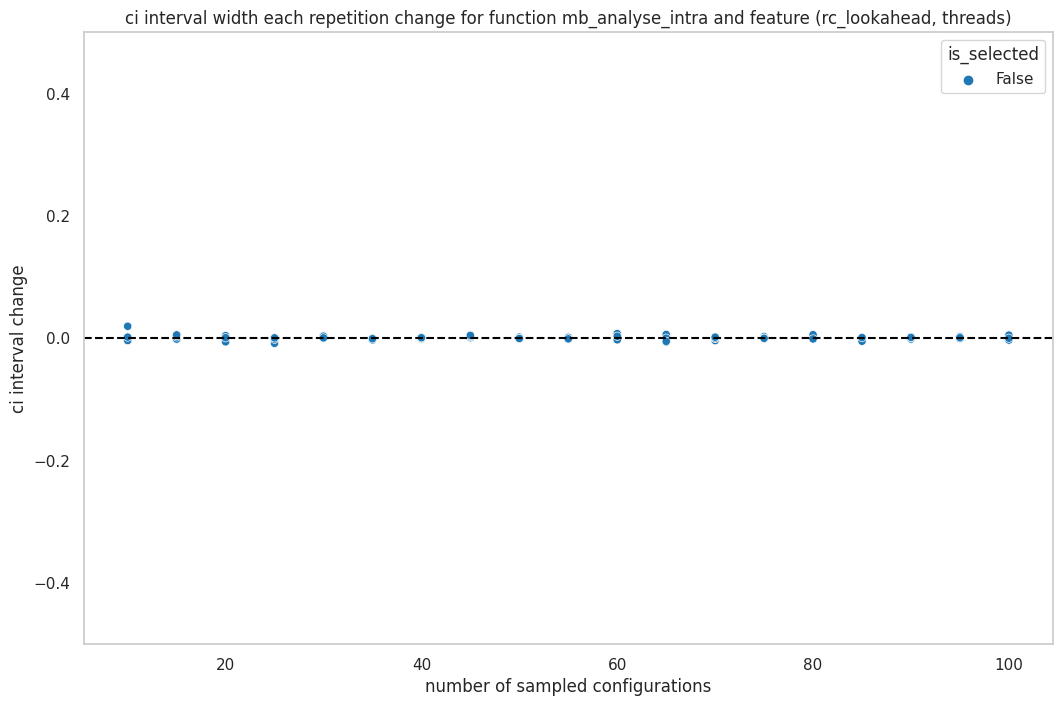 ci interval width each repetition change for function mb_analyse_intra and feature (rc_lookahead, threads)
is_selected
False
0.4
0.2
0.0
−0.2
−0.4
ci interval change
20
40
60
80
100
number of sampled configurations